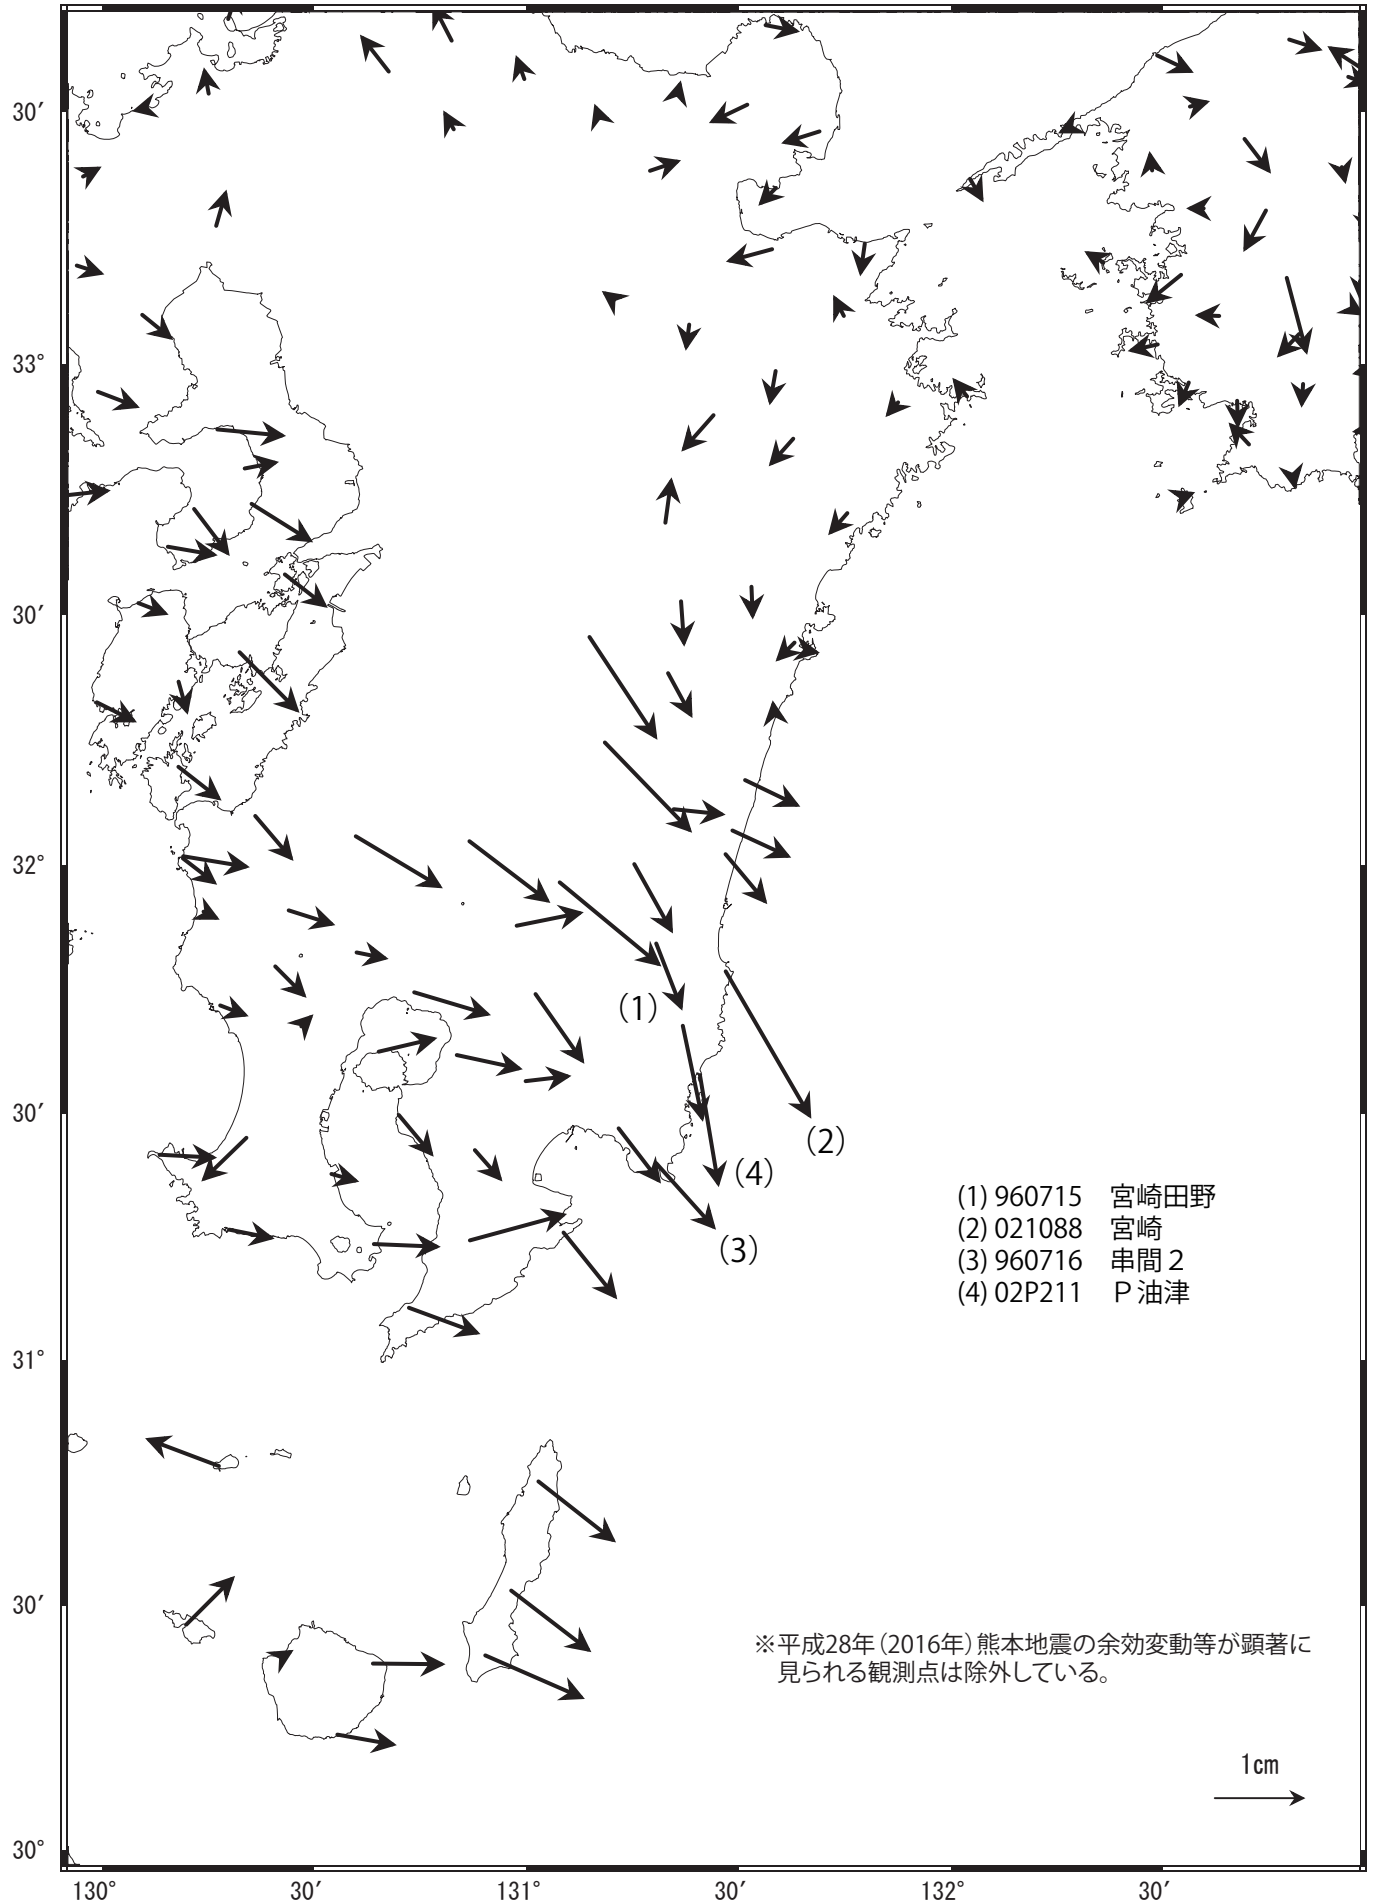 30′
33°
30′
32°
30′
31°
30′
30°
130°
30′
131°
30′
132°
30′
(1)
(2)
(4)
(3)
(1) 960715 宮崎田野
(2) 021088 宮崎
(3) 960716 串間２
(4) 02P211 Ｐ油津
※平成28年(2016年)熊本地震の余効変動等が顕著に
見られる観測点は除外している。
1cm